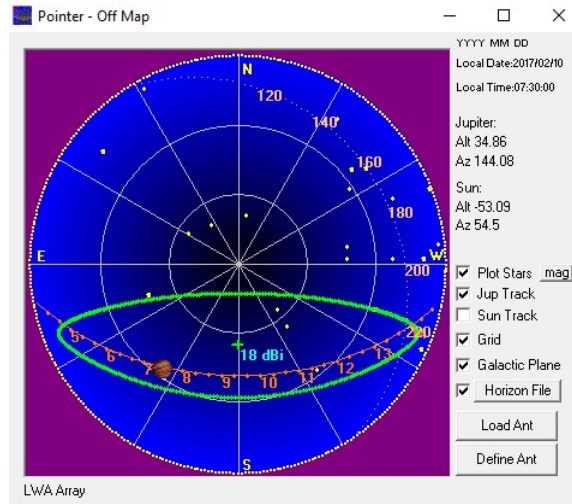 Pointer - Off Map
YYYY MM DD
Local Date:2017/02/10
Local Time:07:30:00
Jupiter:
Alt 34.86
Az 144.08
Sun:
Alt -53.09
Az 54.5
Plot Stars
mag
Jup Track
Sun Track
Grid
Galactic Plane
Horizon File
Load Ant
Define Ant
N
120
140
160
180
E
W
200
220
5
6
7
8
9
10
11
12
13
18 dBi
S
LWA Array